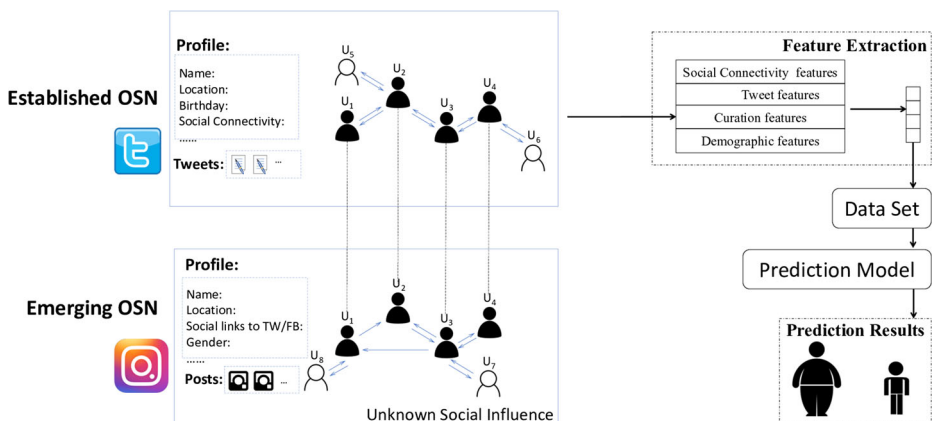 Established OSN
Profile:
Name:
Location:
Birthday:
Social Connectivity:
......
Tweets:
...
U5
U2
U1
U3
U4
U6
Emerging OSN
Profile:
Name:
Location:
Social links to TW/FB:
Gender:
......
Posts:
...
U2
U1
U3
U4
U8
U7
Unknown Social Influence
Feature Extraction
Social Connectivity features
Tweet features
Curation features
Demographic features
Data Set
Prediction Model
Prediction Results